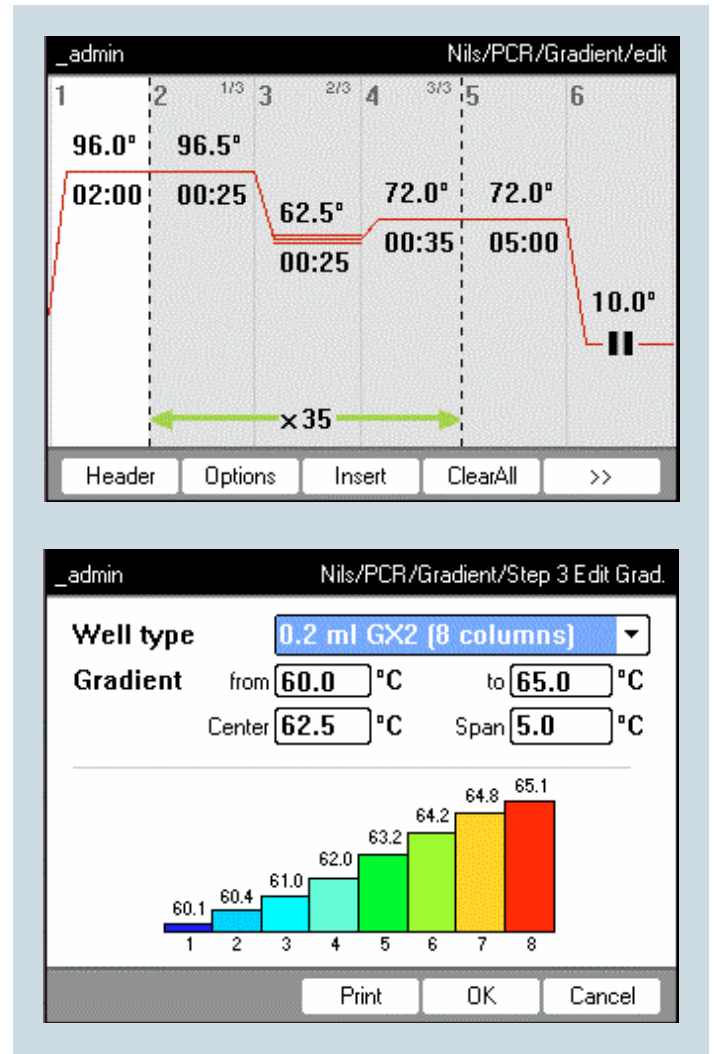 _admin Nils/PCR/Gradient/edit
1 2 1/3 3 2/3 4 3/3 5 6
96.0° 96.5°
02:00 00:25 62.5° 72.0° 72.0°
00:25 00:35 05:00
10.0°
×35
Header Options Insert ClearAll >>
_admin Nils/PCR/Gradient/Step 3 Edit Grad.
Well type 0.2 ml GX2 (8 columns)
Gradient from 60.0 °C to 65.0 °C
Center 62.5 °C Span 5.0 °C
60.1 60.4 61.0 62.0 63.2 64.2 64.8 65.1
1 2 3 4 5 6 7 8
Print OK Cancel